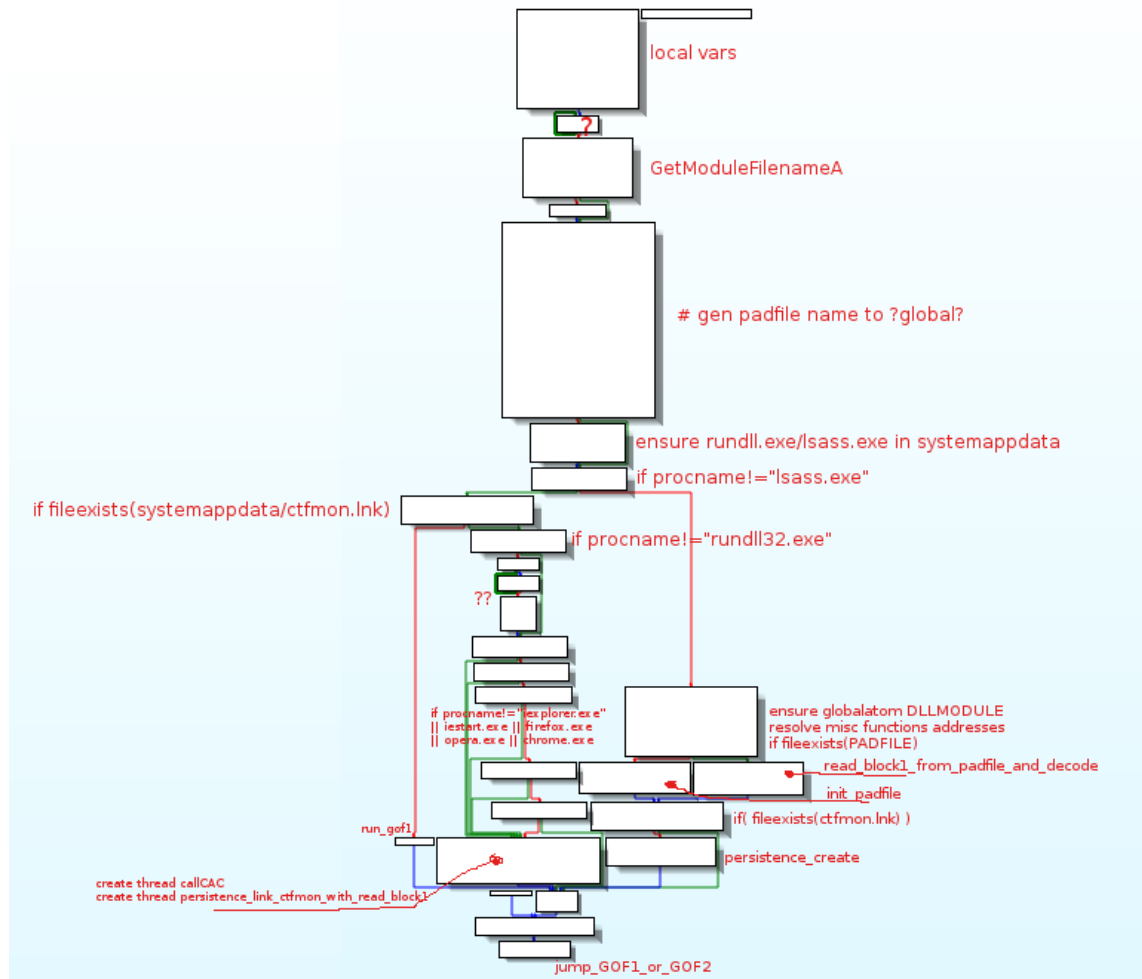 local vars
?
GetModuleFilenameA
# gen padfile name to ?global?
ensure rundll.exe/lsass.exe in systemappdata
if procname!="lsass.exe"
if fileexists(systemappdata/ctfmon.lnk)
if procname!="rundll32.exe"
??
if procname!="iexplorer.exe"
|| iestart.exe || firefox.exe
|| opera.exe || chrome.exe
ensure globalatom DLLMODULE
resolve misc functions addresses
if fileexists(PADFILE)
read_block1_from_padfile_and_decode
init_padfile
if( fileexists(ctfmon.lnk) )
run_gof1
persistence_create
create thread callCAC
create thread persistence_link_ctfmon_with_read_block1
jump_GOF1_or_GOF2